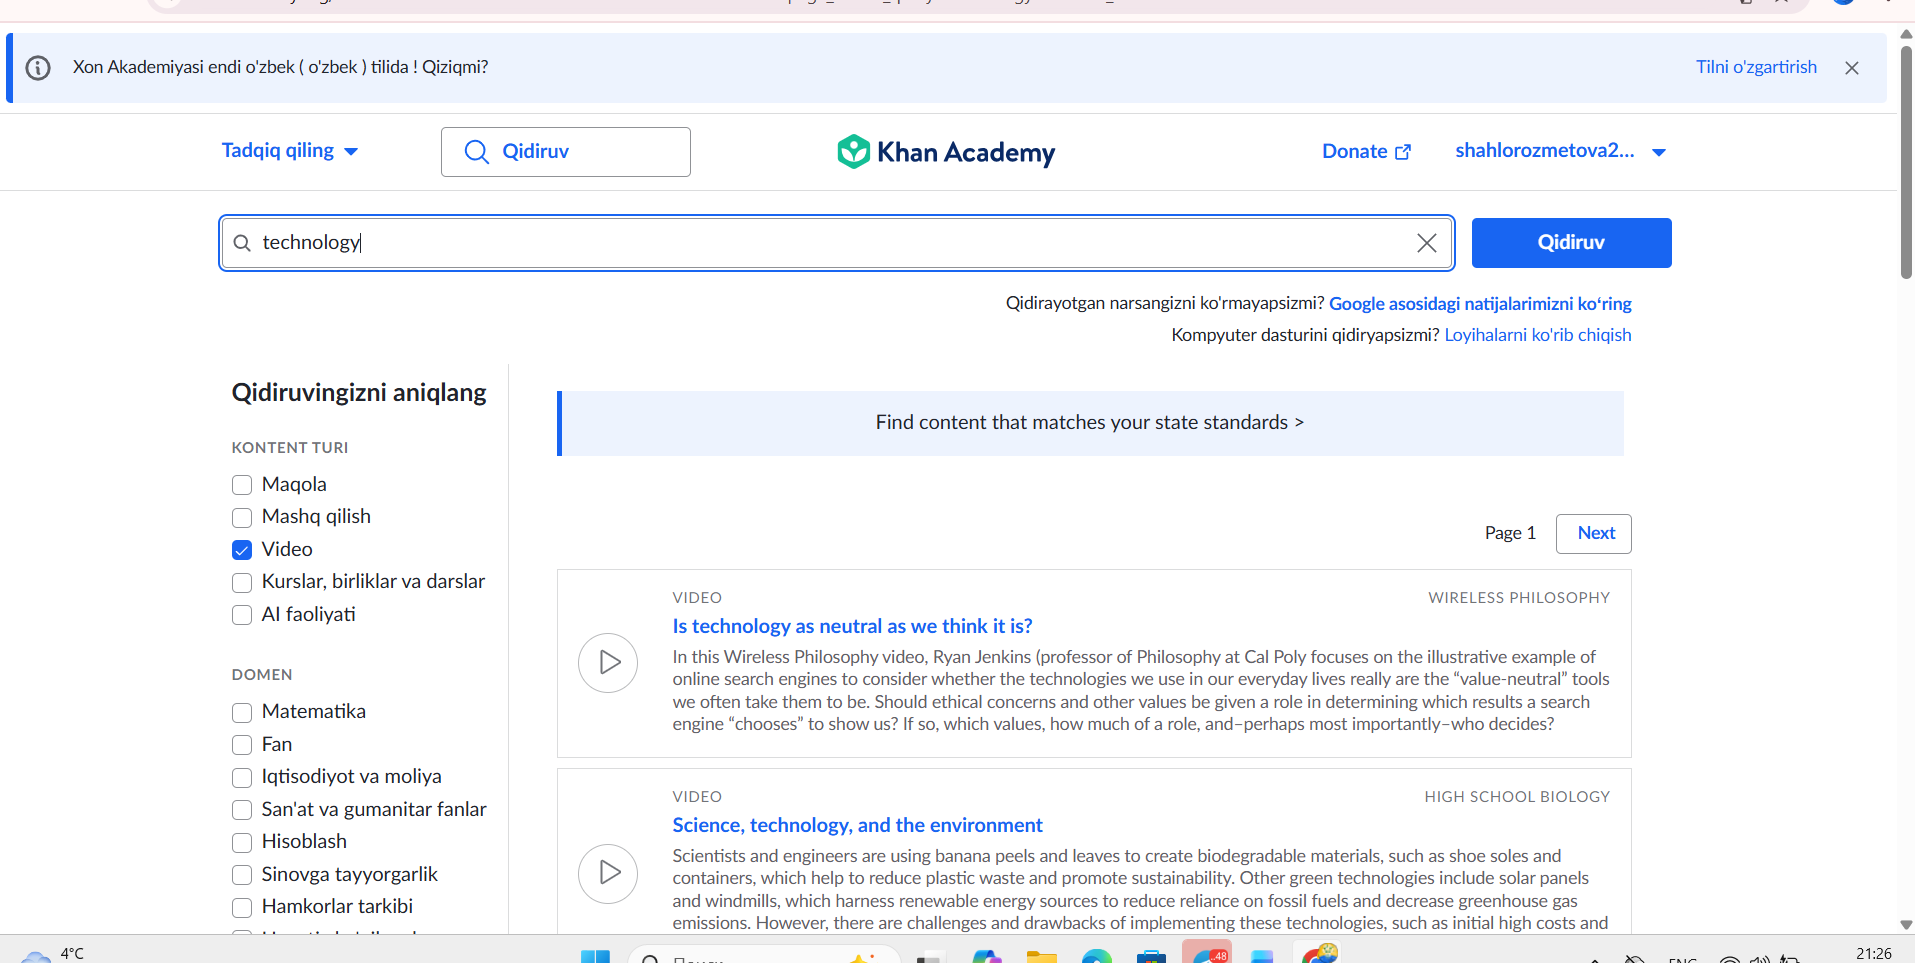 Xon Akademiyasi endi o'zbek ( o'zbek ) tilida ! Qiziqmi?
Tilni o'zgartirish
Tadqiq qiling
Qidiruv
Khan Academy
Donate
shahlorozmetova2...
technology
Qidiruv
Qidirayotgan narsangizni ko'rmayapsizmi? Google asosidagi natijalarimizni koʻring
Kompyuter dasturini qidiryapsizmi? Loyihalarni ko'rib chiqish
Qidiruvingizni aniqlang
KONTENT TURI
Maqola
Mashq qilish
Video
Kurslar, birliklar va darslar
AI faoliyati
DOMEN
Matematika
Fan
Iqtisodiyot va moliya
San'at va gumanitar fanlar
Hisoblash
Sinovga tayyorgarlik
Hamkorlar tarkibi
Find content that matches your state standards >
Page 1
Next
VIDEO
WIRELESS PHILOSOPHY
Is technology as neutral as we think it is?
In this Wireless Philosophy video, Ryan Jenkins (professor of Philosophy at Cal Poly focuses on the illustrative example of
online search engines to consider whether the technologies we use in our everyday lives really are the “value-neutral” tools
we often take them to be. Should ethical concerns and other values be given a role in determining which results a search
engine “chooses” to show us? If so, which values, how much of a role, and–perhaps most importantly–who decides?
VIDEO
HIGH SCHOOL BIOLOGY
Science, technology, and the environment
Scientists and engineers are using banana peels and leaves to create biodegradable materials, such as shoe soles and
containers, which help to reduce plastic waste and promote sustainability. Other green technologies include solar panels
and windmills, which harness renewable energy sources to reduce reliance on fossil fuels and decrease greenhouse gas
emissions. However, there are challenges and drawbacks of implementing these technologies, such as initial high costs and
4°C
48
21:26